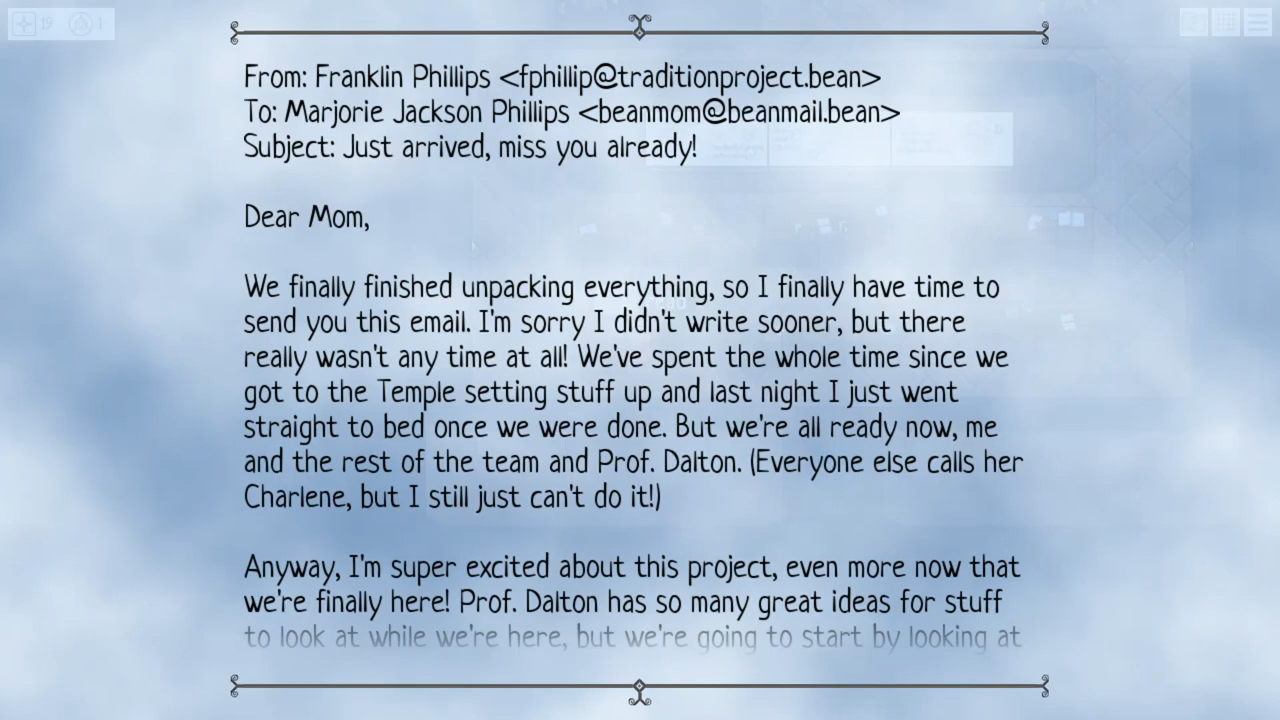 19
1
From: Franklin Phillips <fphillip@traditionproject.bean>
To: Marjorie Jackson Phillips <beanmom@beanmail.bean>
Subject: Just arrived, miss you already!
Dear Mom,
We finally finished unpacking everything, so I finally have time to
send you this email. I'm sorry I didn't write sooner, but there
really wasn't any time at all! We've spent the whole time since we
got to the Temple setting stuff up and last night I just went
straight to bed once we were done. But we're all ready now, me
and the rest of the team and Prof. Dalton. (Everyone else calls her
Charlene, but I still just can't do it!)
Anyway, I'm super excited about this project, even more now that
we're finally here! Prof. Dalton has so many great ideas for stuff
to look at while we're here, but we're going to start by looking at